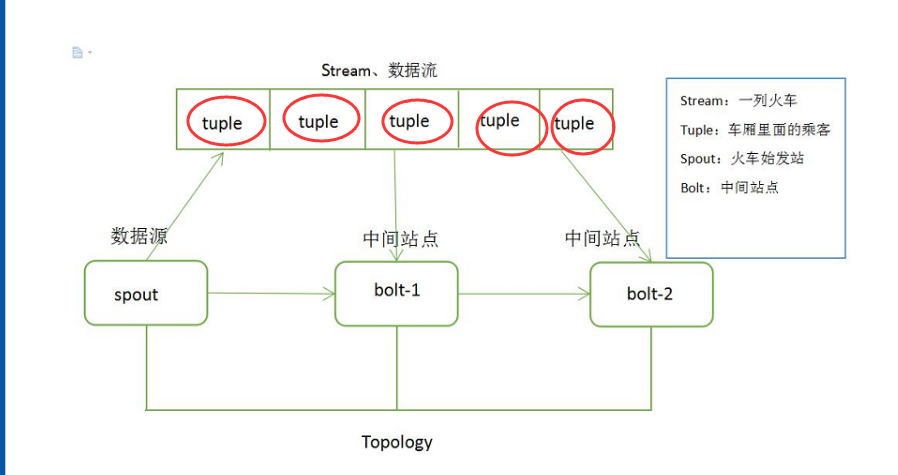 Stream、数据流
tuple
tuple
tuple
tuple
tuple
Stream：一列火车
Tuple：车厢里面的乘客
Spout：火车始发站
Bolt：中间站点
数据源
中间站点
中间站点
spout
bolt-1
bolt-2
Topology